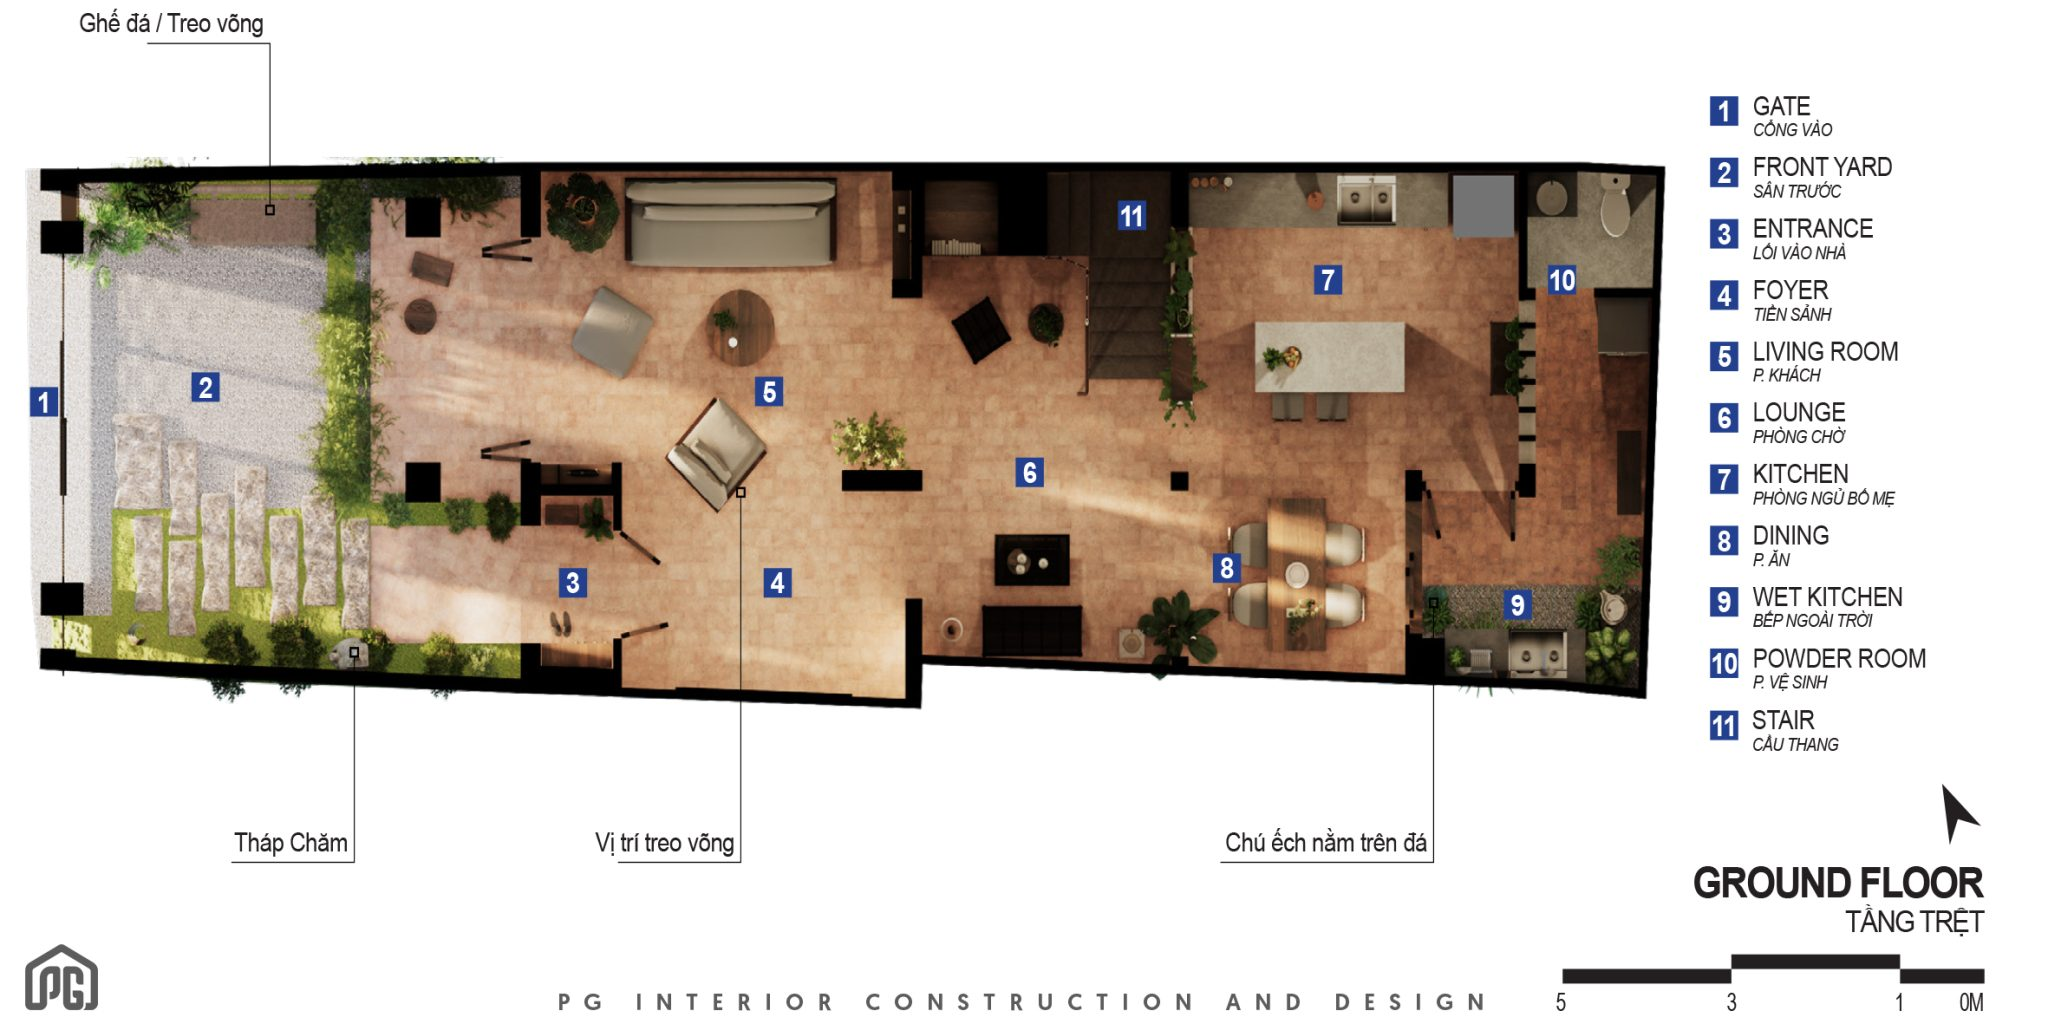 Ghế đá / Treo võng
1 GATE
CỔNG VÀO
2 FRONT YARD
SÂN TRƯỚC
3 ENTRANCE
LỐI VÀO NHÀ
4 FOYER
TIỀN SẢNH
5 LIVING ROOM
P. KHÁCH
6 LOUNGE
PHÒNG CHỜ
7 KITCHEN
PHÒNG NGỦ BỐ MẸ
8 DINING
P. ĂN
9 WET KITCHEN
BẾP NGOÀI TRỜI
10 POWDER ROOM
P. VỆ SINH
11 STAIR
CẦU THANG
11
7
10
1
2
5
6
3
4
8
9
Tháp Chăm
Vị trí treo võng
Chú ếch nằm trên đá
GROUND FLOOR
TẦNG TRỆT
5 3 1 0M
PG
PG INTERIOR CONSTRUCTION AND DESIGN